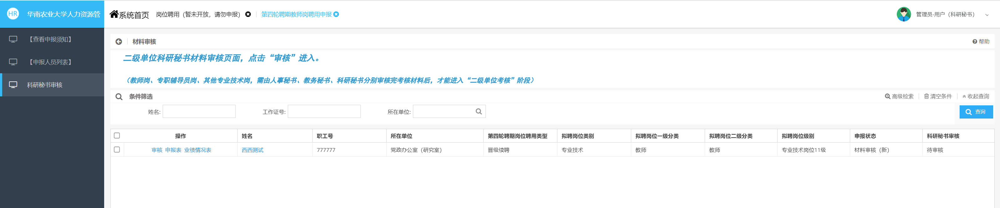 HR 华南农业大学人力资源管
系统首页 岗位聘用（暂未开放，请勿申报） 第四轮聘期教师岗聘用申报
管理员-用户（科研秘书）
【查看申报须知】
【申报人员列表】
科研秘书审核
材料审核 帮助
二级单位科研秘书材料审核页面，点击“审核”进入。
（教师岗、专职辅导员岗、其他专业技术岗，需由人事秘书、教务秘书、科研秘书分别审核完考核材料后，才能进入“二级单位考核”阶段）
条件筛选 高级检索 清空条件 收起查询
姓名: 工作证号: 所在单位: 查询
操作 姓名 职工号 所在单位 第四轮聘期岗位聘用类型 拟聘岗位类别 拟聘岗位一级分类 拟聘岗位二级分类 拟聘岗位级别 申报状态 科研秘书审核
审核 申报表 业绩情况表 西西测试 777777 党政办公室（研究室） 晋级续聘 专业技术 教师 教师 专业技术岗位11级 材料审核（新） 待审核